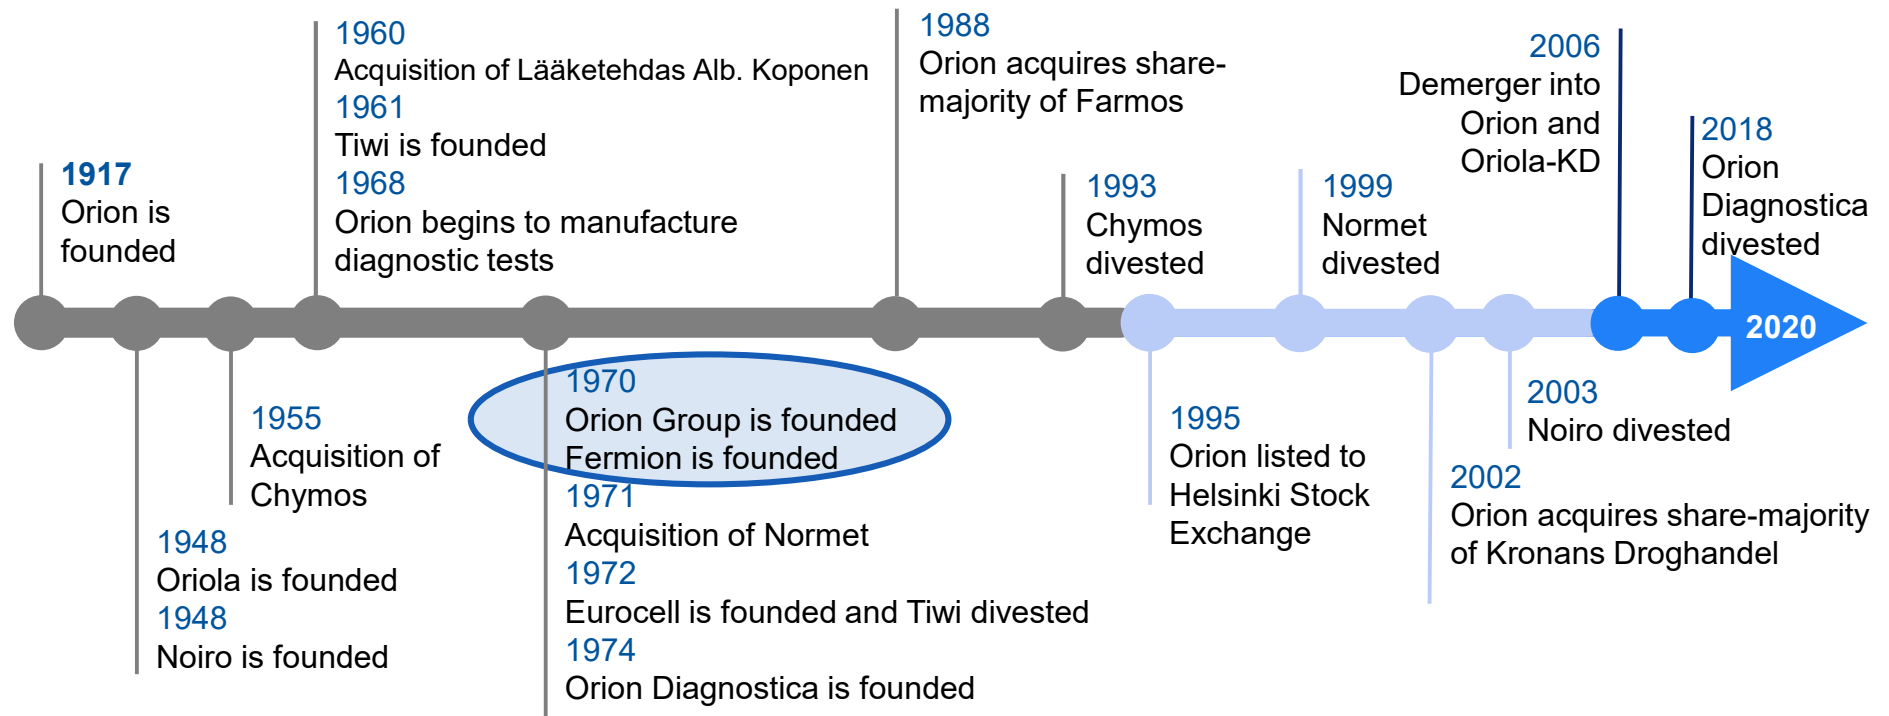 1917
Orion is
founded
1948
Oriola is founded
1948
Noiro is founded
1955
Acquisition of
Chymos
1960
Acquisition of Lääketehdas Alb. Koponen
1961
Tiwi is founded
1968
Orion begins to manufacture
diagnostic tests
1970
Orion Group is founded
Fermion is founded
1971
Acquisition of Normet
1972
Eurocell is founded and Tiwi divested
1974
Orion Diagnostica is founded
1988
Orion acquires share-
majority of Farmos
1993
Chymos
divested
1995
Orion listed to
Helsinki Stock
Exchange
1999
Normet
divested
2002
Orion acquires share-majority
of Kronans Droghandel
2003
Noiro divested
2006
Demerger into
Orion and
Oriola-KD
2018
Orion
Diagnostica
divested
2020